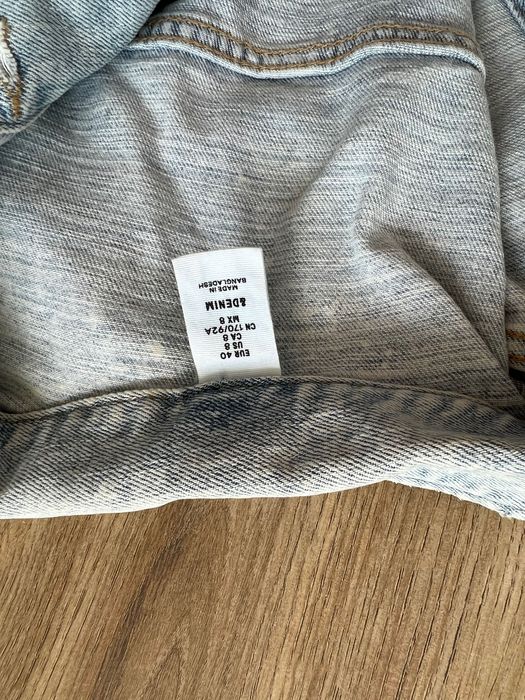 EUR 40
US 8
CA 8
CN 170/92A
MX 8
&DENIM
MADE IN
BANGLADESH